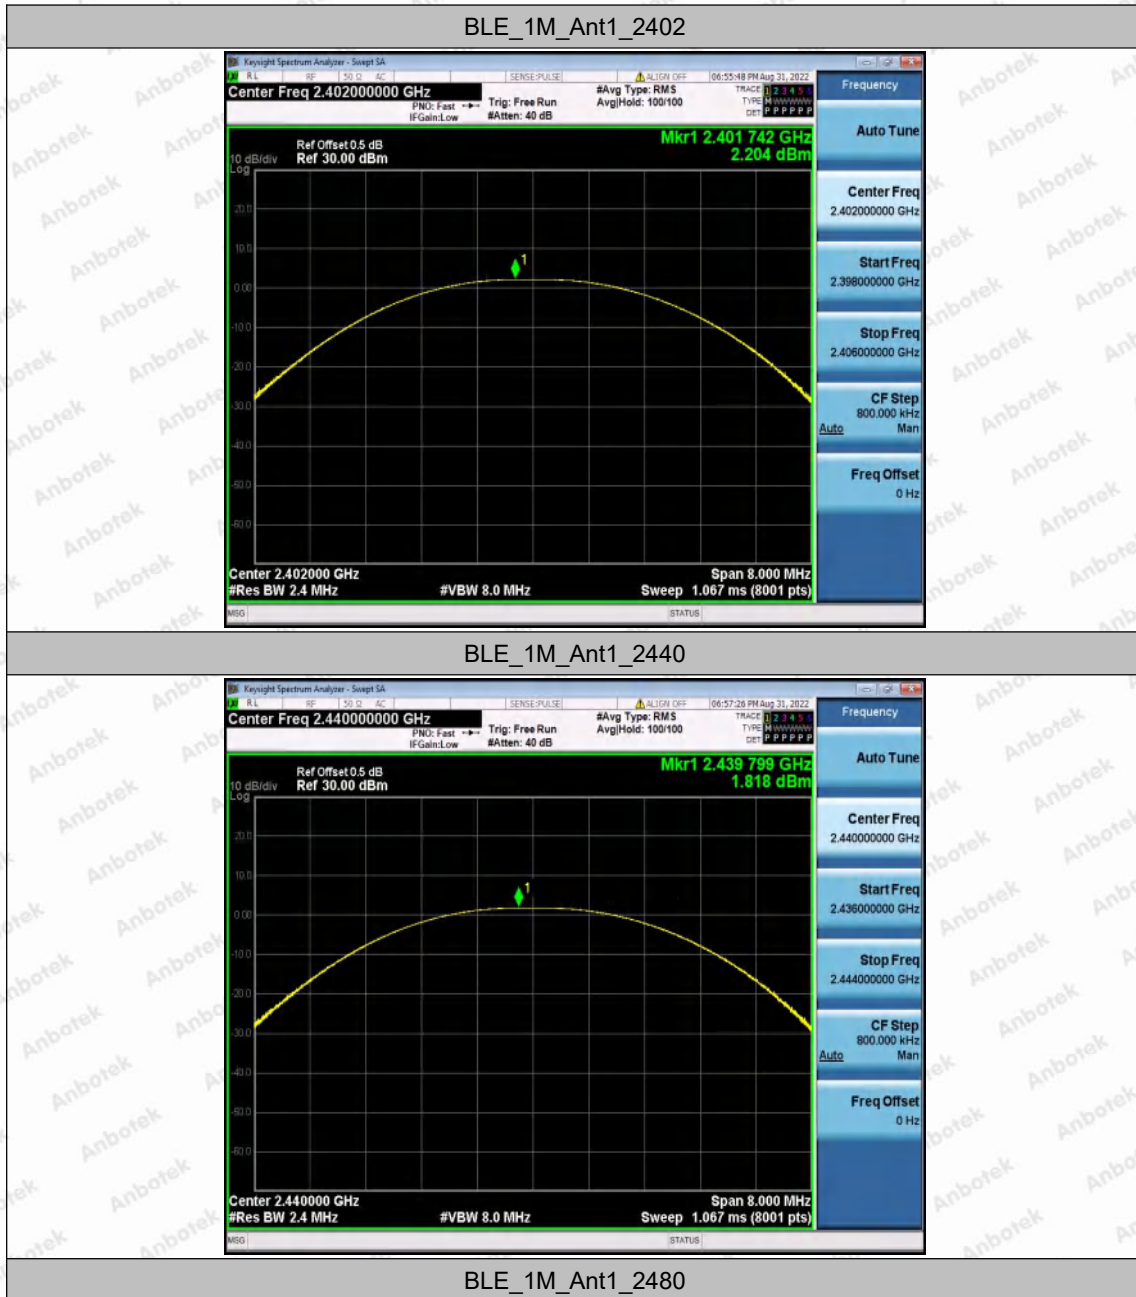 BLE_1M_Ant1_2402
Keysight Spectrum Analyzer - Swept SA
RL RF 50 Ω AC SENSE:PULSE ALIGN OFF 06:55:48 PM Aug 31, 2022
Center Freq 2.402000000 GHz
PNO: Fast
IFGain:Low
Trig: Free Run
#Atten: 40 dB
#Avg Type: RMS
Avg|Hold: 100/100
TRACE 1 2 3 4 5 6
TYPE M WWWWW
DET P P P P P P
Frequency
Mkr1 2.401 742 GHz
2.204 dBm
Ref Offset 0.5 dB
10 dB/div Ref 30.00 dBm
Log
20.0
10.0
0.00
-10.0
-20.0
-30.0
-40.0
-50.0
-60.0
1
Center 2.402000 GHz Span 8.000 MHz
#Res BW 2.4 MHz #VBW 8.0 MHz Sweep 1.067 ms (8001 pts)
MSG STATUS
Auto Tune
Center Freq
2.402000000 GHz
Start Freq
2.398000000 GHz
Stop Freq
2.406000000 GHz
CF Step
800.000 kHz
Auto Man
Freq Offset
0 Hz
BLE_1M_Ant1_2440
Keysight Spectrum Analyzer - Swept SA
RL RF 50 Ω AC SENSE:PULSE ALIGN OFF 06:57:26 PM Aug 31, 2022
Center Freq 2.440000000 GHz
PNO: Fast
IFGain:Low
Trig: Free Run
#Atten: 40 dB
#Avg Type: RMS
Avg|Hold: 100/100
TRACE 1 2 3 4 5 6
TYPE M WWWWW
DET P P P P P P
Frequency
Mkr1 2.439 799 GHz
1.818 dBm
Ref Offset 0.5 dB
10 dB/div Ref 30.00 dBm
Log
20.0
10.0
0.00
-10.0
-20.0
-30.0
-40.0
-50.0
-60.0
1
Center 2.440000 GHz Span 8.000 MHz
#Res BW 2.4 MHz #VBW 8.0 MHz Sweep 1.067 ms (8001 pts)
MSG STATUS
Auto Tune
Center Freq
2.440000000 GHz
Start Freq
2.436000000 GHz
Stop Freq
2.444000000 GHz
CF Step
800.000 kHz
Auto Man
Freq Offset
0 Hz
BLE_1M_Ant1_2480
Anbotek